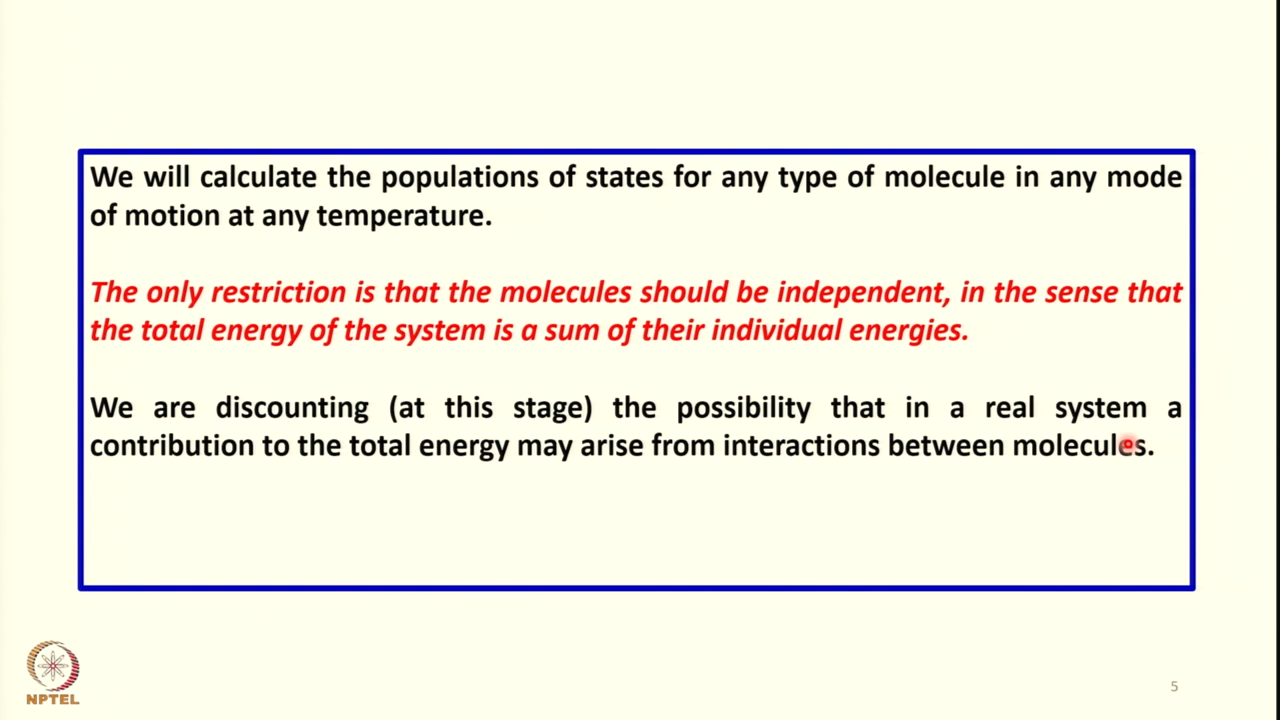 We will calculate the populations of states for any type of molecule in any mode
of motion at any temperature.
The only restriction is that the molecules should be independent, in the sense that
the total energy of the system is a sum of their individual energies.
We are discounting (at this stage) the possibility that in a real system a
contribution to the total energy may arise from interactions between molecules.
NPTEL
5